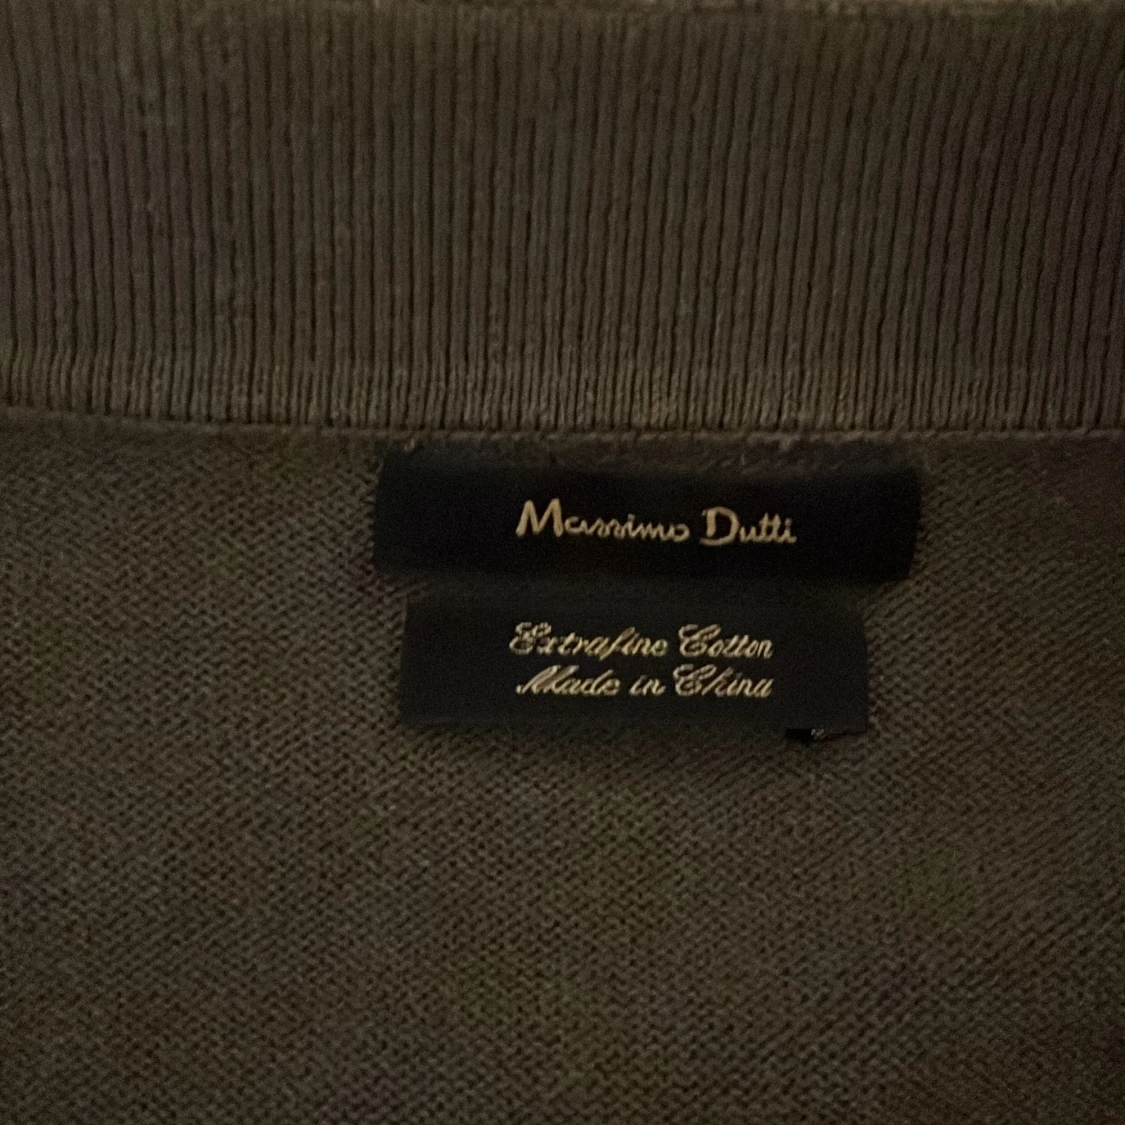 Massimo Dutti
Extrafine Cotton
Made in China